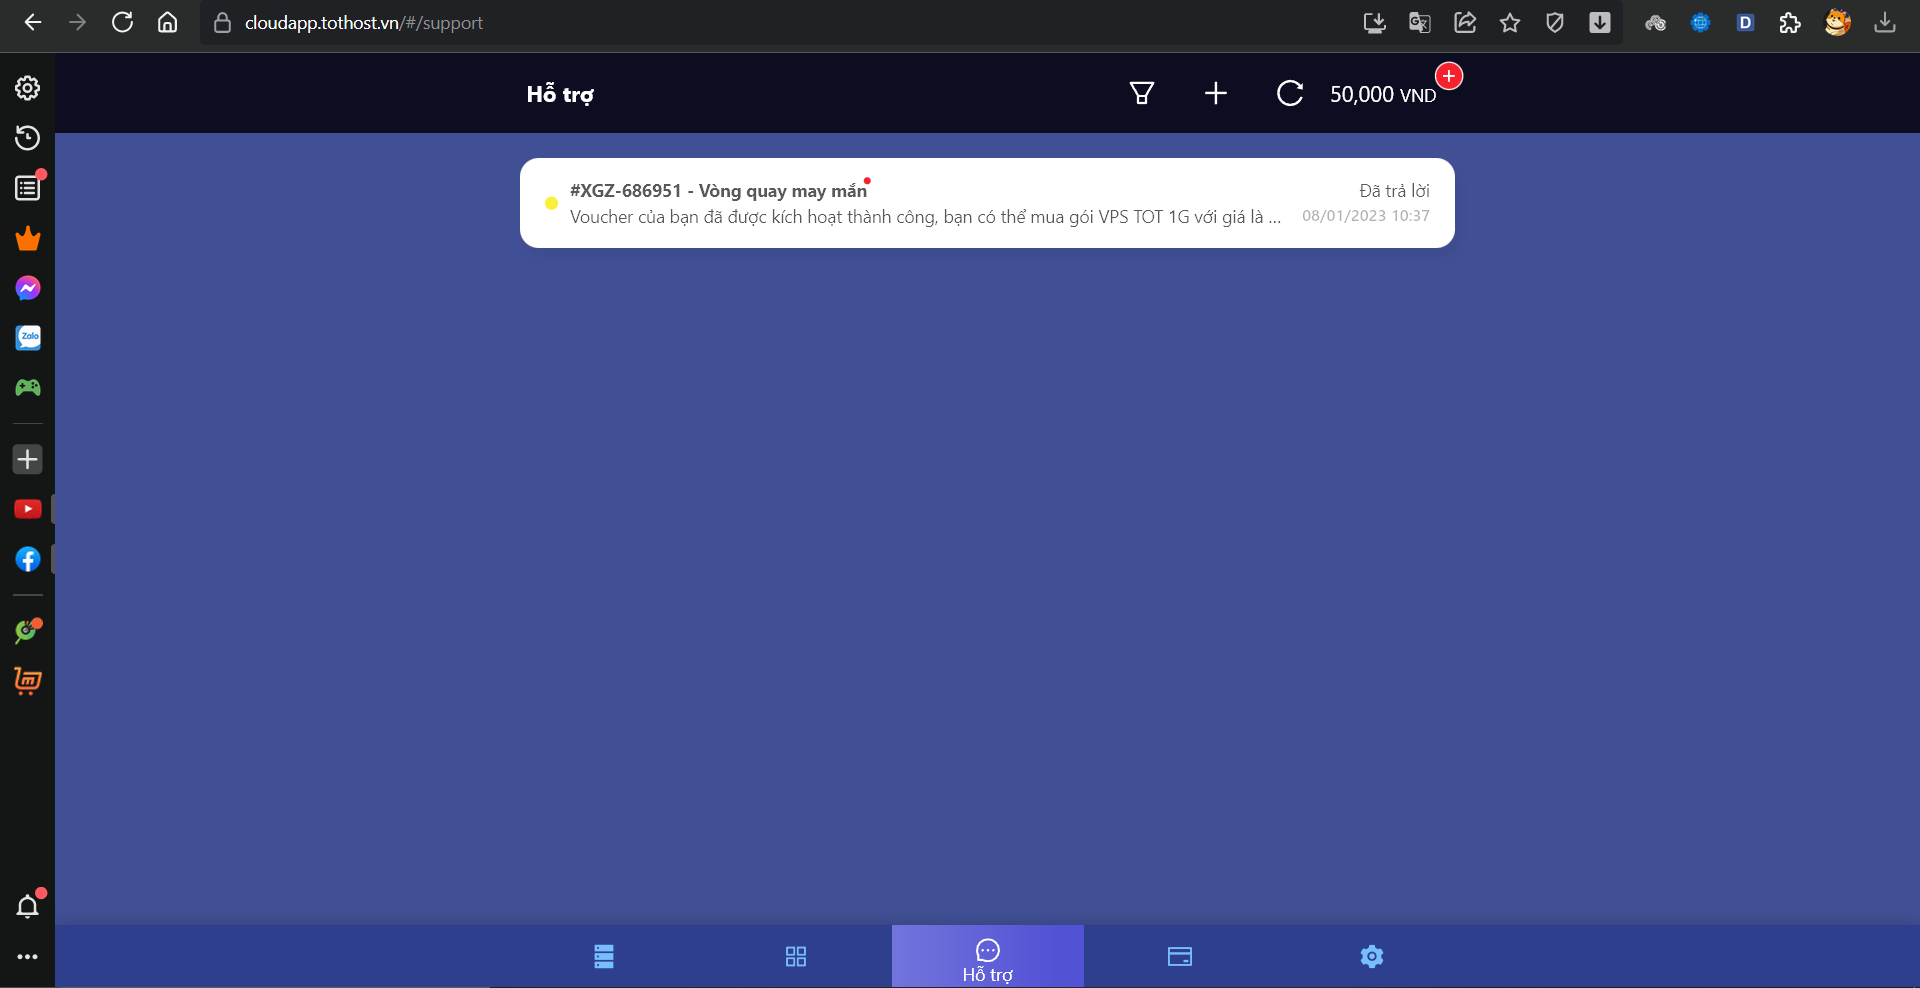 cloudapp.tothost.vn/#/support
Hỗ trợ
50,000 VND
#XGZ-686951 - Vòng quay may mắn
Đã trả lời
Voucher của bạn đã được kích hoạt thành công, bạn có thể mua gói VPS TOT 1G với giá là ...
08/01/2023 10:37
Zalo
D
Hỗ trợ